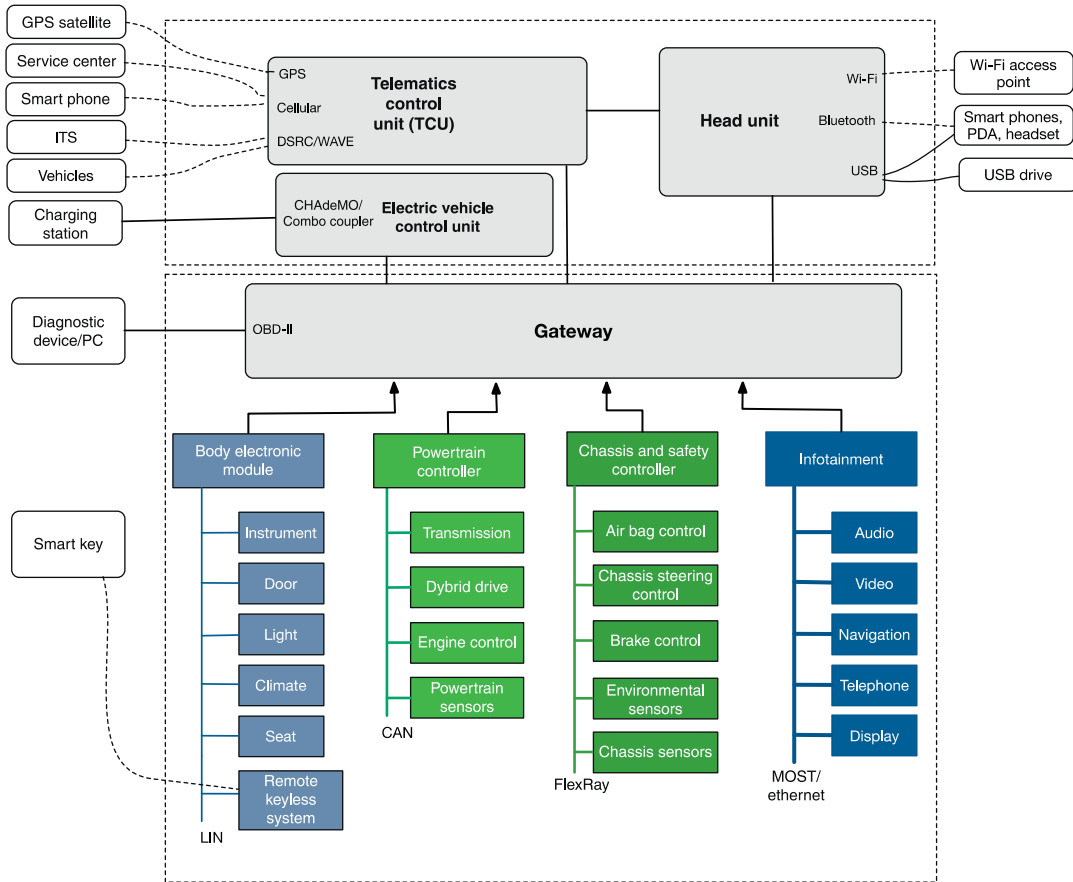 GPS satellite
Service center
Smart phone
ITS
Vehicles
Charging
station
GPS
Cellular
DSRC/WAVE
Telematics
control
unit (TCU)
CHAdeMO/
Combo coupler
Electric vehicle
control unit
Head unit
Wi-Fi
Bluetooth
USB
Wi-Fi access
point
Smart phones,
PDA, headset
USB drive
Diagnostic
device/PC
OBD-II
Gateway
Body electronic
module
Powertrain
controller
Chassis and safety
controller
Infotainment
Smart key
Instrument
Door
Light
Climate
Seat
Remote
keyless
system
LIN
Transmission
Dybrid drive
Engine control
Powertrain
sensors
CAN
Air bag control
Chassis steering
control
Brake control
Environmental
sensors
Chassis sensors
FlexRay
Audio
Video
Navigation
Telephone
Display
MOST/
ethernet